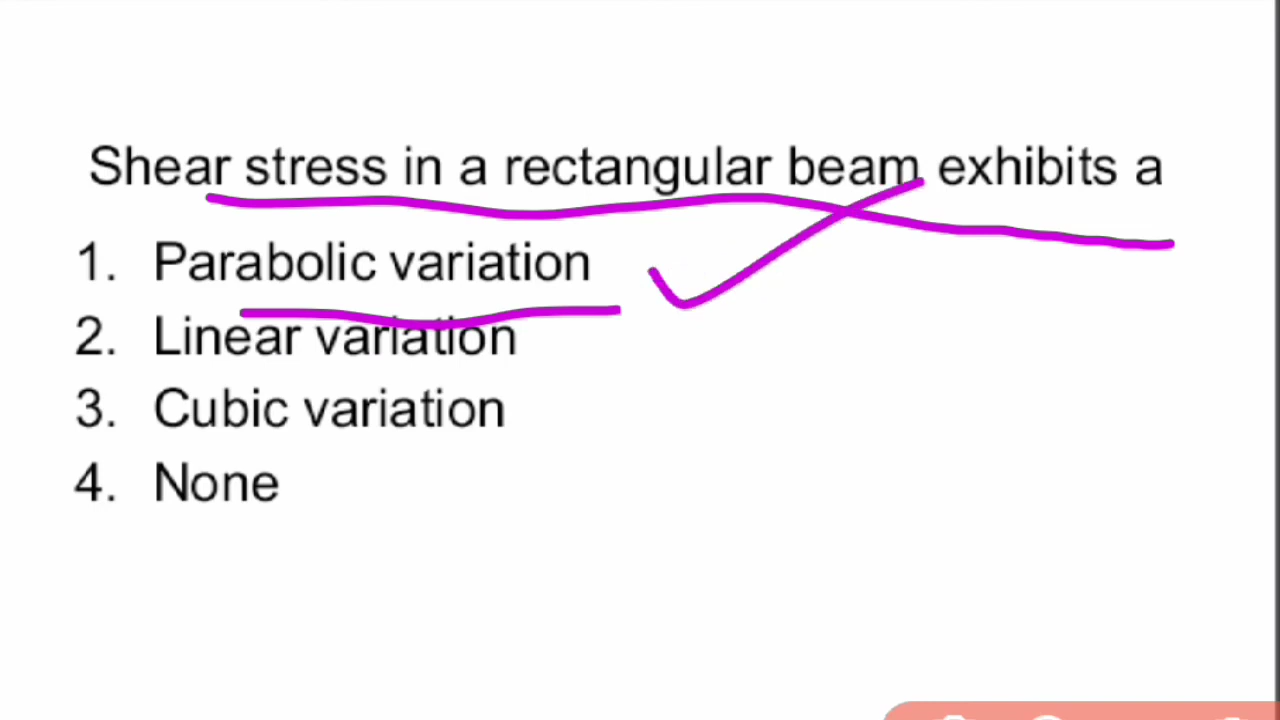 Shear stress in a rectangular beam exhibits a
1. Parabolic variation
2. Linear variation
3. Cubic variation
4. None